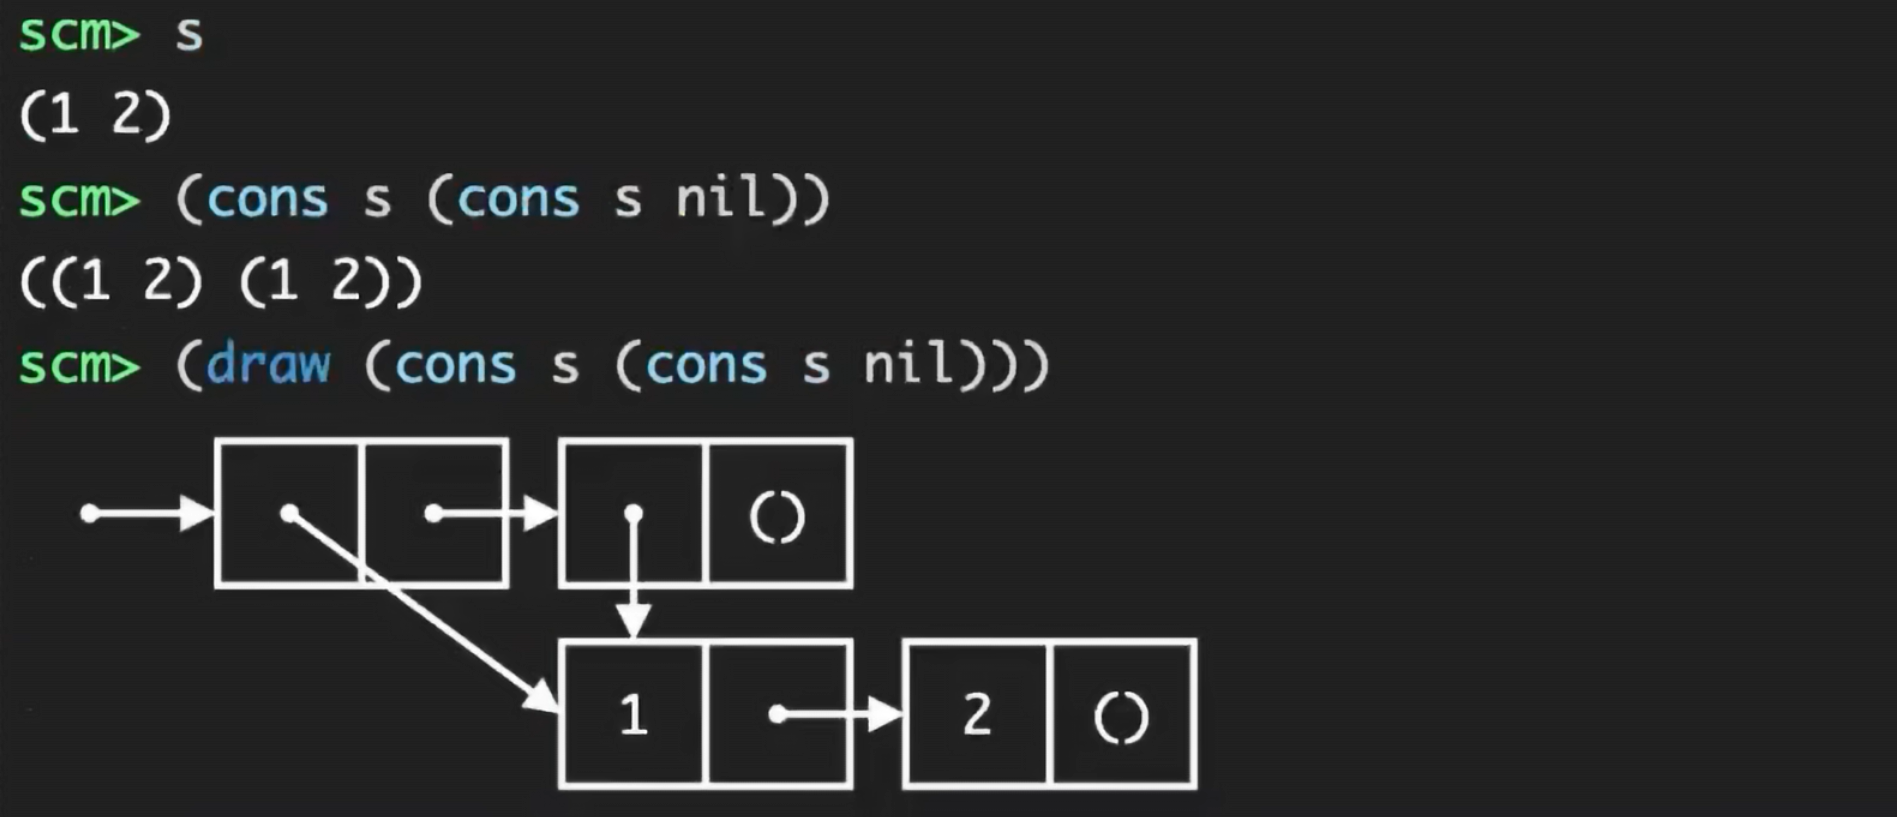 scm> s
(1 2)
scm> (cons s (cons s nil))
((1 2) (1 2))
scm> (draw (cons s (cons s nil)))
()
1 2 ()